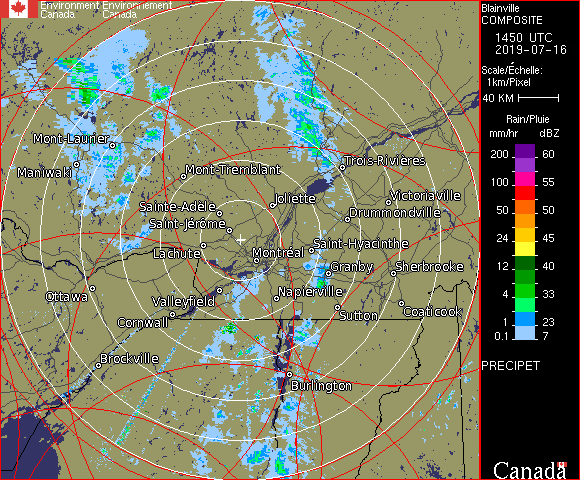 Environment Environnement
Canada Canada
Blainville
COMPOSITE
1450 UTC
2019-07-16
Scale/Échelle:
1km/Pixel
40 KM
Rain/Pluie
mm/hr dBZ
200 60
100 55
50 50
24 45
12 40
4 33
1 23
0.1 7
PRECIPET
Canada
Mont-Laurier
Maniwaki
Mont-Tremblant
Trois-Rivières
Joliette
Victoriaville
Sainte-Adèle
Drummondville
Saint-Jérôme
Saint-Hyacinthe
Lachute
Montréal
Granby
Sherbrooke
Ottawa
Valleyfield
Napierville
Coaticook
Cornwall
Sutton
Brockville
Burlington